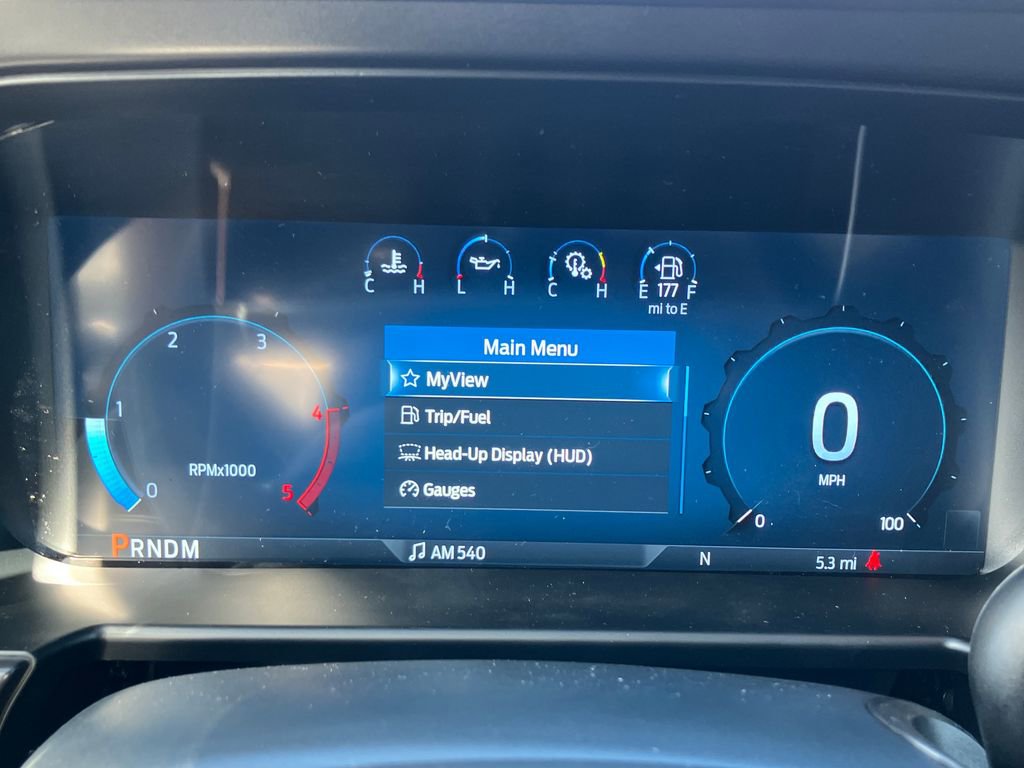 C H
L H
C H
E 177 F
mi to E
Main Menu
MyView
Trip/Fuel
Head-Up Display (HUD)
Gauges
0
1
2
3
4
5
RPMx1000
0
MPH
0
100
PRNDM
AM 540
N
5.3 mi